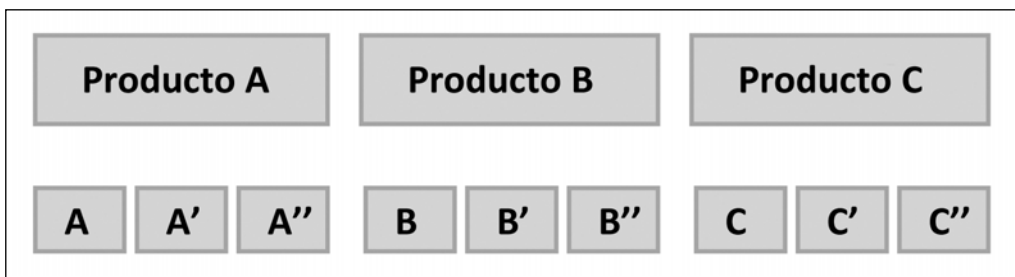 Producto A Producto B Producto C
A A’ A’’ B B’ B’’ C C’ C’’